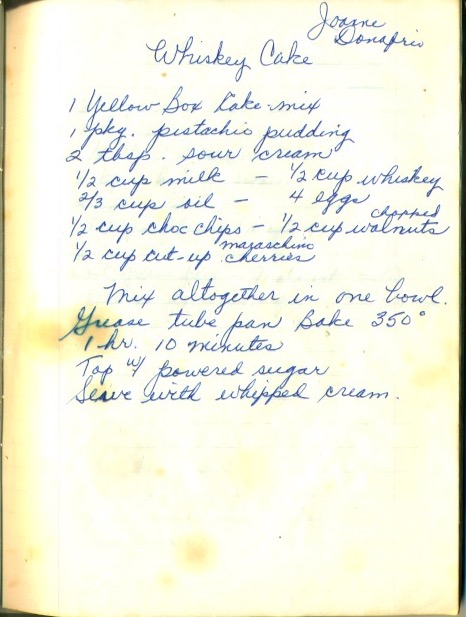 Joanne
Donafrio
Whiskey Cake
1 Yellow Box Cake-mix
1 pkg. pistachio pudding
2 tbsp. sour cream
1/2 cup milk - 1/2 cup whiskey
2/3 cup oil - 4 eggs
1/2 cup choc chips - 1/2 cup chopped walnuts
1/2 cup cut-up maraschino cherries
Mix altogether in one bowl.
Grease tube pan Bake 350°
1 hr. 10 minutes
Top w/ powered sugar
Serve with whipped cream.